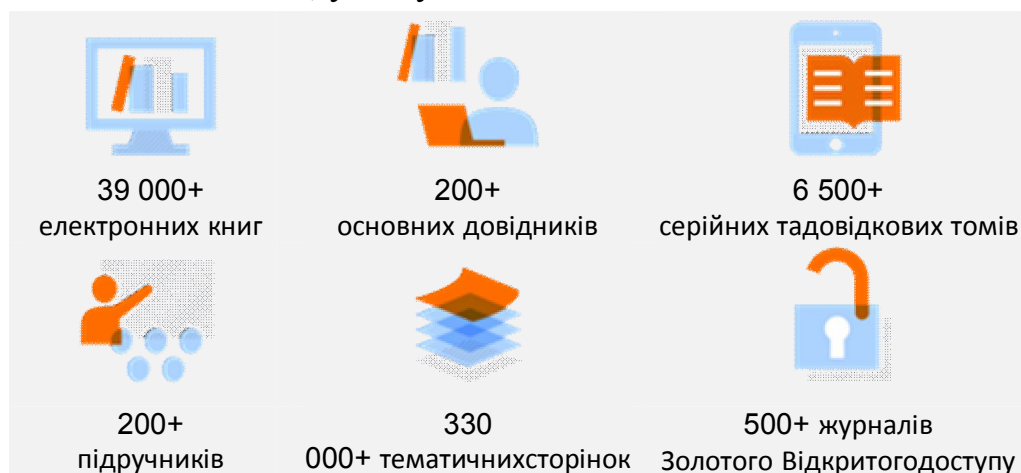 39 000+
електронних книг
200+
основних довідників
6 500+
серійних тадовідкових томів
200+
підручників
330
000+ тематичнихсторінок
500+ журналів
Золотого Відкритогодоступу